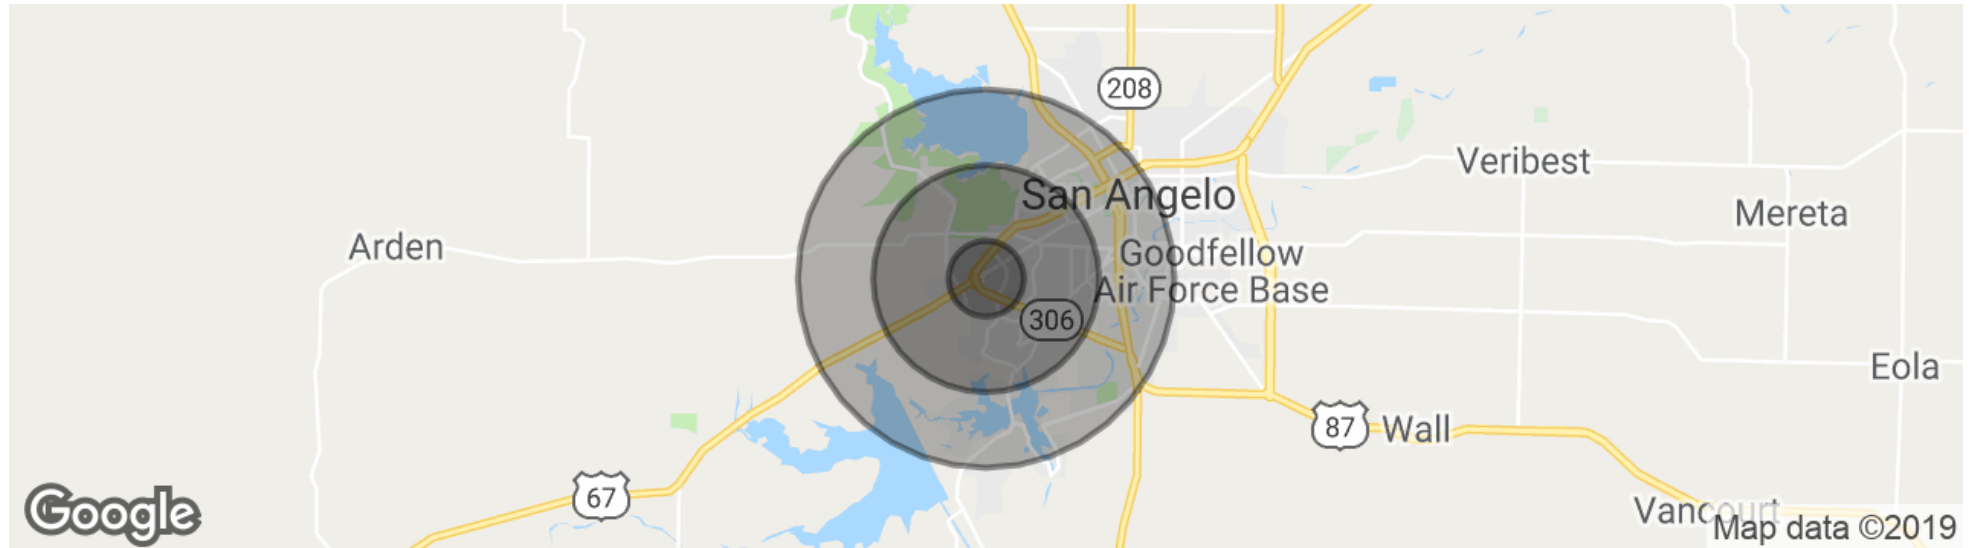 208
Veribest
San Angelo
Mereta
Arden
Goodfellow
Air Force Base
306
Eola
87
Wall
67
Google
Vancourt
Map data ©2019